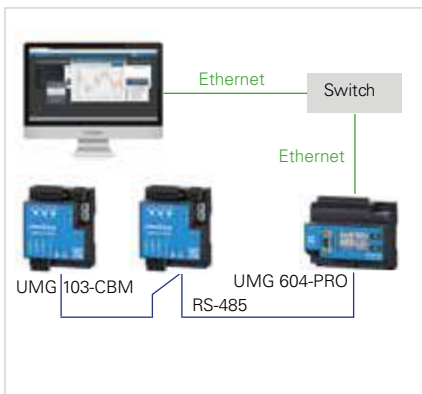 Ethernet
Switch
Ethernet
UMG 103-CBM
UMG 604-PRO
RS-485